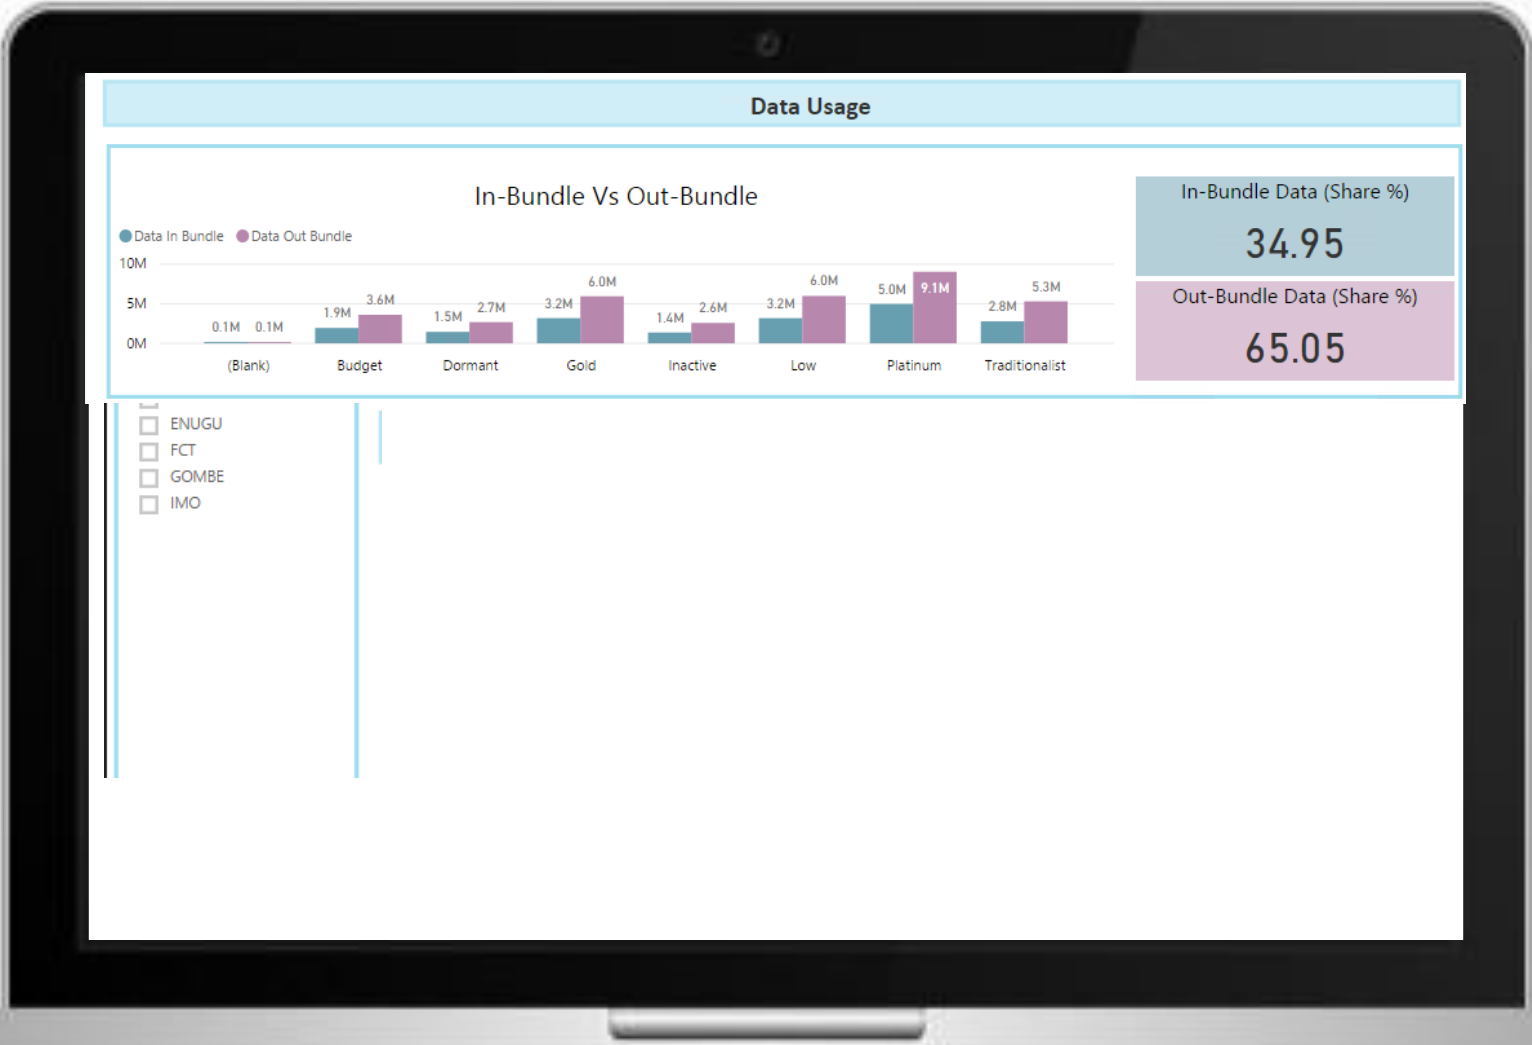 Data Usage
In-Bundle Vs Out-Bundle
Data In Bundle Data Out Bundle
10M
5M
0M
0.1M 0.1M
1.9M 3.6M
1.5M 2.7M
3.2M 6.0M
1.4M 2.6M
3.2M 6.0M
5.0M 9.1M
2.8M 5.3M
(Blank) Budget Dormant Gold Inactive Low Platinum Traditionalist
In-Bundle Data (Share %)
34.95
Out-Bundle Data (Share %)
65.05
ENUGU
FCT
GOMBE
IMO